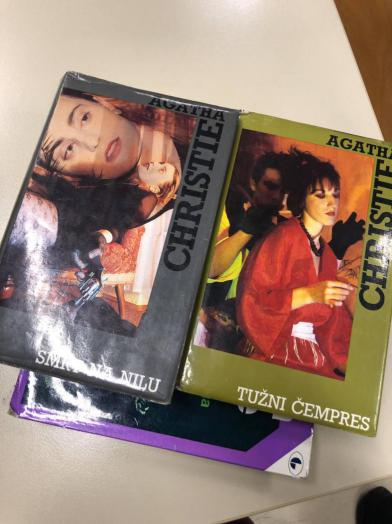 AGATHA
CHRISTIE
SMRT NA NILU
AGATHA
CHRISTIE
TUŽNI ČEMPRES